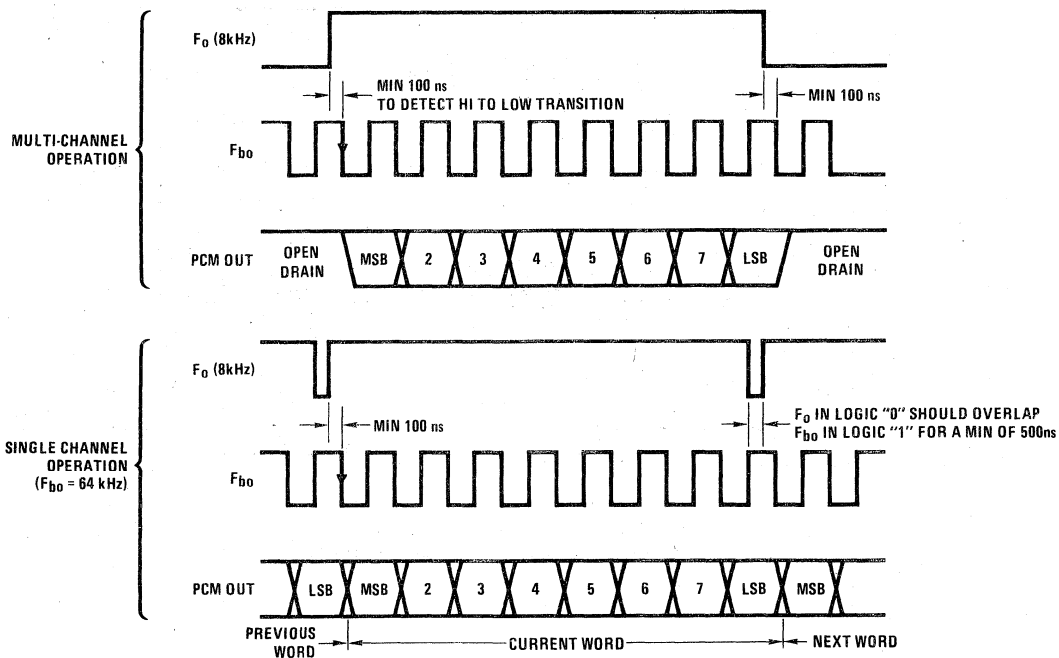 Fo (8kHz)
MIN 100 ns
TO DETECT HI TO LOW TRANSITION
MIN 100 ns
MULTI-CHANNEL
OPERATION
Fbo
PCM OUT
OPEN
DRAIN
MSB 2 3 4 5 6 7 LSB
OPEN
DRAIN
Fo (8kHz)
MIN 100 ns
Fo IN LOGIC "0" SHOULD OVERLAP
Fbo IN LOGIC "1" FOR A MIN OF 500ns
SINGLE CHANNEL
OPERATION
(Fbo = 64 kHz)
Fbo
PCM OUT
LSB MSB 2 3 4 5 6 7 LSB MSB
PREVIOUS
WORD
CURRENT WORD
NEXT WORD